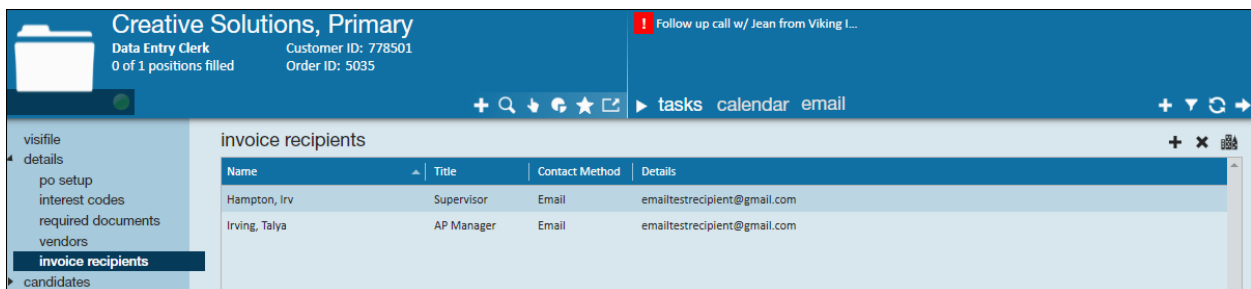 Creative Solutions, Primary
Data Entry Clerk Customer ID: 778501
0 of 1 positions filled Order ID: 5035
! Follow up call w/ Jean from Viking I...
tasks calendar email
visifile
details
po setup
interest codes
required documents
vendors
invoice recipients
candidates
invoice recipients
Name Title Contact Method Details
Hampton, Irv Supervisor Email emailtestrecipient@gmail.com
Irving, Talya AP Manager Email emailtestrecipient@gmail.com